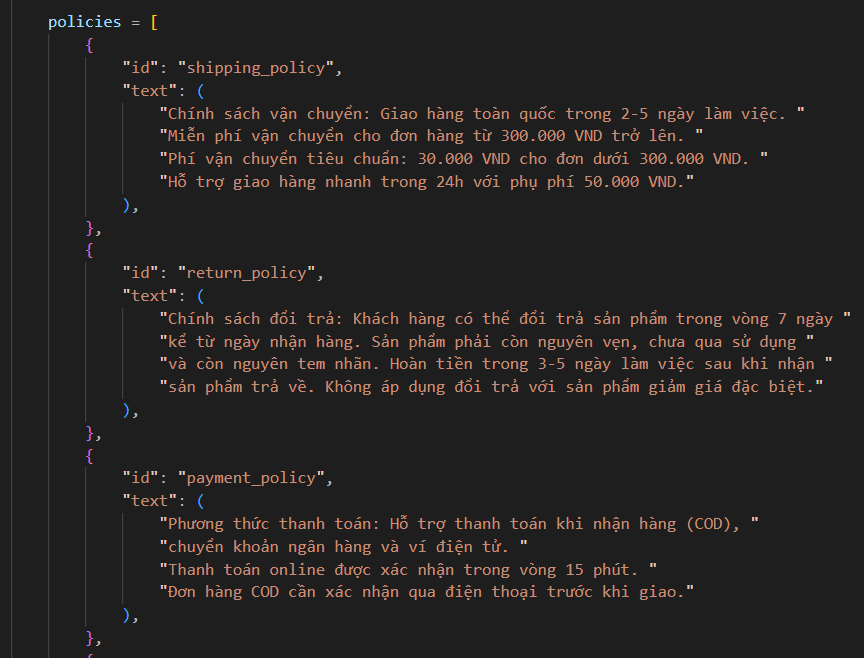 policies = [
{
"id": "shipping_policy",
"text": (
"Chính sách vận chuyển: Giao hàng toàn quốc trong 2-5 ngày làm việc. "
"Miễn phí vận chuyển cho đơn hàng từ 300.000 VND trở lên. "
"Phí vận chuyển tiêu chuẩn: 30.000 VND cho đơn dưới 300.000 VND. "
"Hỗ trợ giao hàng nhanh trong 24h với phụ phí 50.000 VND."
),
},
{
"id": "return_policy",
"text": (
"Chính sách đổi trả: Khách hàng có thể đổi trả sản phẩm trong vòng 7 ngày "
"kể từ ngày nhận hàng. Sản phẩm phải còn nguyên vẹn, chưa qua sử dụng "
"và còn nguyên tem nhãn. Hoàn tiền trong 3-5 ngày làm việc sau khi nhận "
"sản phẩm trả về. Không áp dụng đổi trả với sản phẩm giảm giá đặc biệt."
),
},
{
"id": "payment_policy",
"text": (
"Phương thức thanh toán: Hỗ trợ thanh toán khi nhận hàng (COD), "
"chuyển khoản ngân hàng và ví điện tử. "
"Thanh toán online được xác nhận trong vòng 15 phút. "
"Đơn hàng COD cần xác nhận qua điện thoại trước khi giao."
),
},
{